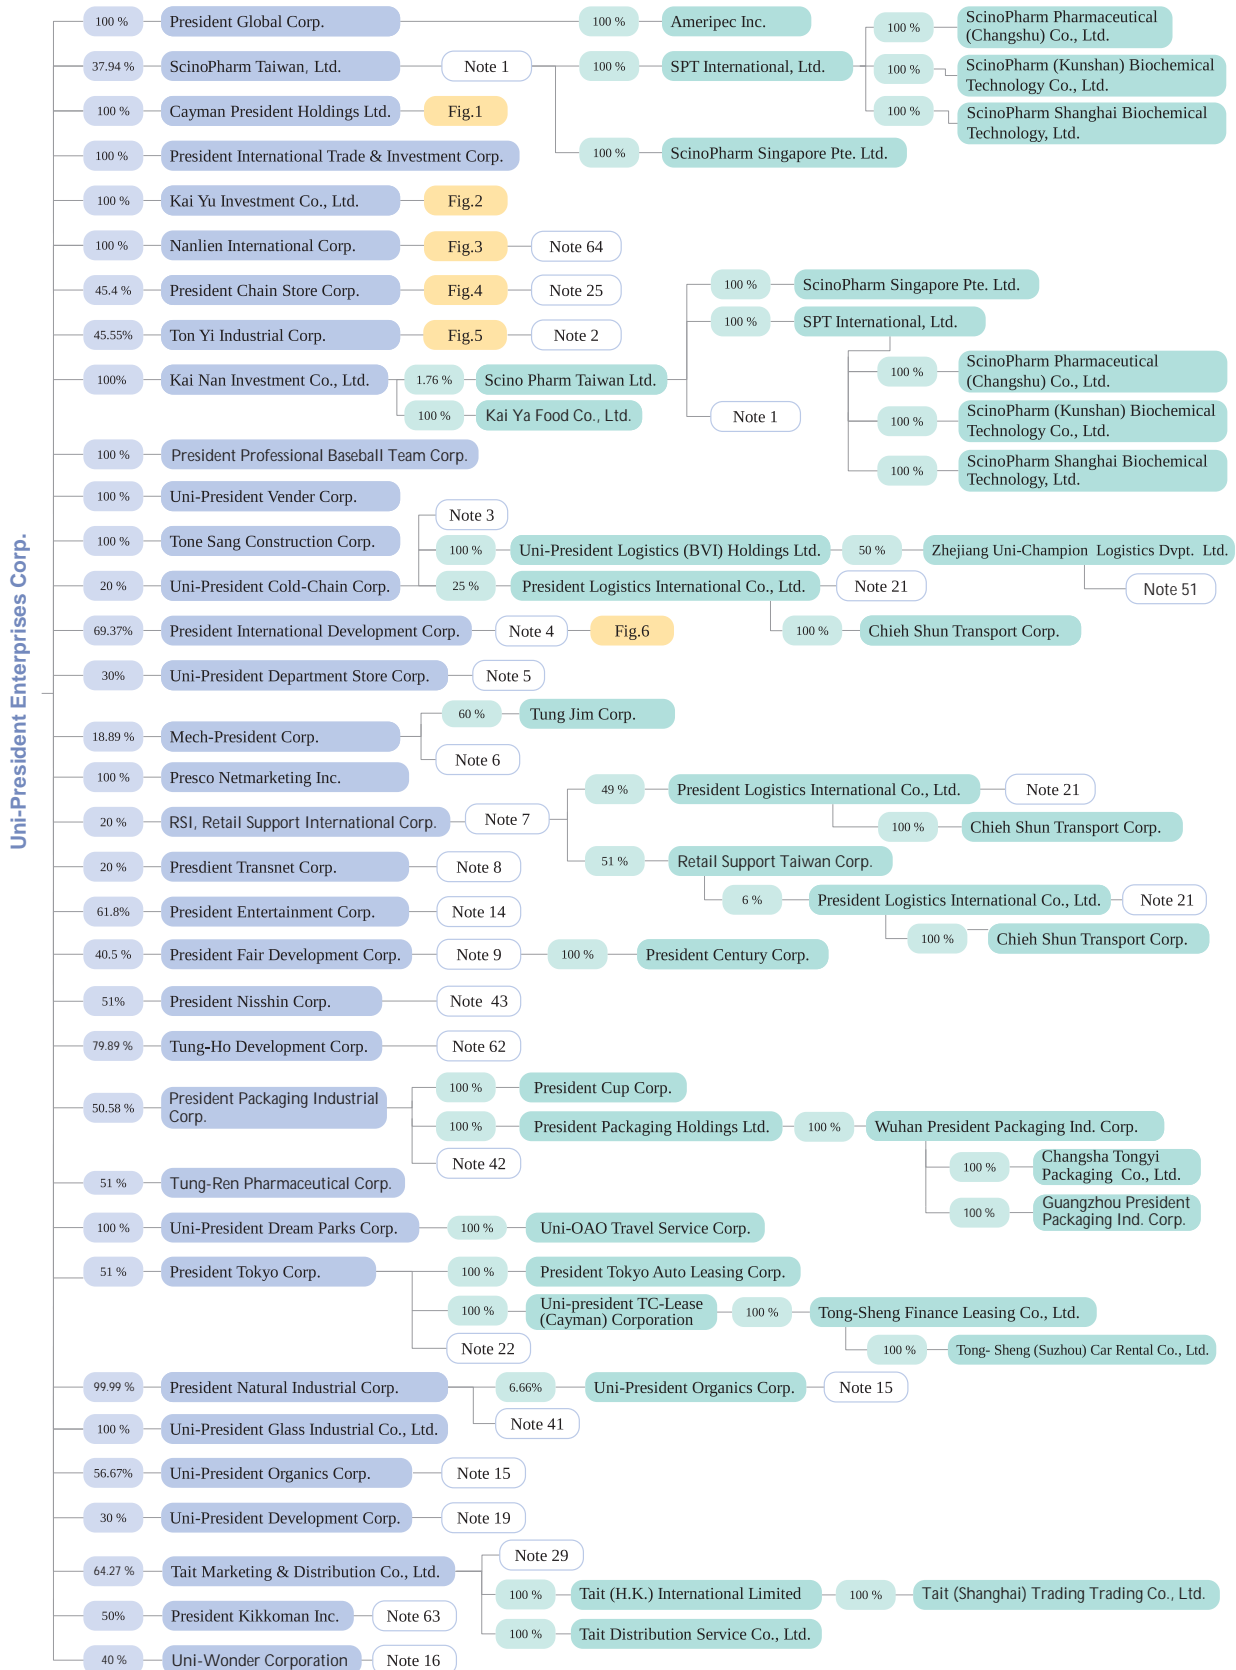 Uni-President Enterprises Corp.
100 % President Global Corp. 100 % Ameripec Inc.
37.94 % ScinoPharm Taiwan, Ltd. Note 1 100 % SPT International, Ltd.
100 % ScinoPharm Pharmaceutical
(Changshu) Co., Ltd.
100 % ScinoPharm (Kunshan) Biochemical
Technology Co., Ltd.
100 % ScinoPharm Shanghai Biochemical
Technology, Ltd.
100 % ScinoPharm Singapore Pte. Ltd.
100 % Cayman President Holdings Ltd. Fig.1
100 % President International Trade & Investment Corp.
100 % Kai Yu Investment Co., Ltd. Fig.2
100 % Nanlien International Corp. Fig.3 Note 64
45.4 % President Chain Store Corp. Fig.4 Note 25
45.55% Ton Yi Industrial Corp. Fig.5 Note 2
100% Kai Nan Investment Co., Ltd. 1.76 % Scino Pharm Taiwan Ltd.
100 % ScinoPharm Singapore Pte. Ltd.
100 % SPT International, Ltd.
100 % ScinoPharm Pharmaceutical
(Changshu) Co., Ltd.
100 % ScinoPharm (Kunshan) Biochemical
Technology Co., Ltd.
100 % ScinoPharm Shanghai Biochemical
Technology, Ltd.
Note 1
100 % Kai Ya Food Co., Ltd.
100 % President Professional Baseball Team Corp.
100 % Uni-President Vender Corp.
100 % Tone Sang Construction Corp.
20 % Uni-President Cold-Chain Corp.
Note 3
100 % Uni-President Logistics (BVI) Holdings Ltd. 50 % Zhejiang Uni-Champion Logistics Dvpt. Ltd.
Note 51
25 % President Logistics International Co., Ltd. Note 21
100 % Chieh Shun Transport Corp.
69.37% President International Development Corp. Note 4 Fig.6
30% Uni-President Department Store Corp. Note 5
18.89 % Mech-President Corp.
60 % Tung Jim Corp.
Note 6
100 % Presco Netmarketing Inc.
20 % RSI, Retail Support International Corp. Note 7
49 % President Logistics International Co., Ltd. Note 21
100 % Chieh Shun Transport Corp.
51 % Retail Support Taiwan Corp.
6 % President Logistics International Co., Ltd. Note 21
100 % Chieh Shun Transport Corp.
20 % Presdient Transnet Corp. Note 8
61.8% President Entertainment Corp. Note 14
40.5 % President Fair Development Corp. Note 9 100 % President Century Corp.
51% President Nisshin Corp. Note 43
79.89 % Tung-Ho Development Corp. Note 62
50.58 % President Packaging Industrial
Corp.
100 % President Cup Corp.
100 % President Packaging Holdings Ltd. 100 % Wuhan President Packaging Ind. Corp.
100 % Changsha Tongyi
Packaging Co., Ltd.
100 % Guangzhou President
Packaging Ind. Corp.
Note 42
51 % Tung-Ren Pharmaceutical Corp.
100 % Uni-President Dream Parks Corp. 100 % Uni-OAO Travel Service Corp.
51 % President Tokyo Corp.
100 % President Tokyo Auto Leasing Corp.
100 % Uni-president TC-Lease
(Cayman) Corporation 100 % Tong-Sheng Finance Leasing Co., Ltd.
100 % Tong- Sheng (Suzhou) Car Rental Co., Ltd.
Note 22
99.99 % President Natural Industrial Corp. 6.66% Uni-President Organics Corp. Note 15
Note 41
100 % Uni-President Glass Industrial Co., Ltd.
56.67% Uni-President Organics Corp. Note 15
30 % Uni-President Development Corp. Note 19
64.27 % Tait Marketing & Distribution Co., Ltd.
Note 29
100 % Tait (H.K.) International Limited 100 % Tait (Shanghai) Trading Trading Co., Ltd.
100 % Tait Distribution Service Co., Ltd.
50% President Kikkoman Inc. Note 63
40 % Uni-Wonder Corporation Note 16